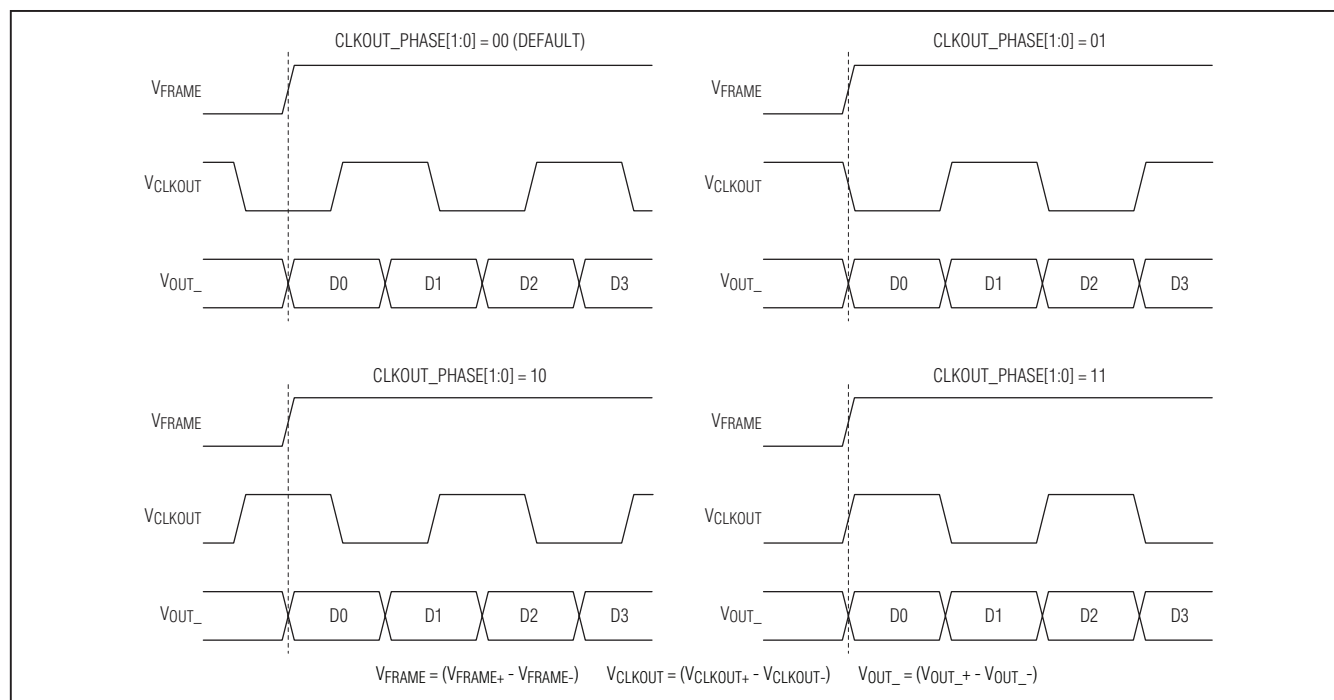 CLKOUT_PHASE[1:0] = 00 (DEFAULT)
VFRAME
VCLKOUT
VOUT_
D0 D1 D2 D3
CLKOUT_PHASE[1:0] = 01
VFRAME
VCLKOUT
VOUT_
D0 D1 D2 D3
CLKOUT_PHASE[1:0] = 10
VFRAME
VCLKOUT
VOUT_
D0 D1 D2 D3
CLKOUT_PHASE[1:0] = 11
VFRAME
VCLKOUT
VOUT_
D0 D1 D2 D3
VFRAME = (VFRAME+ - VFRAME-) VCLKOUT = (VCLKOUT+ - VCLKOUT-) VOUT_ = (VOUT_+ - VOUT_-)